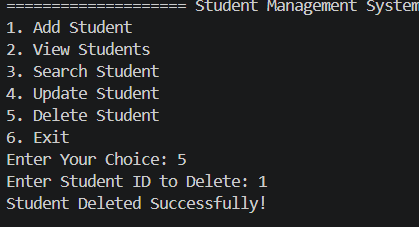 ==================== Student Management System
1. Add Student
2. View Students
3. Search Student
4. Update Student
5. Delete Student
6. Exit
Enter Your Choice: 5
Enter Student ID to Delete: 1
Student Deleted Successfully!